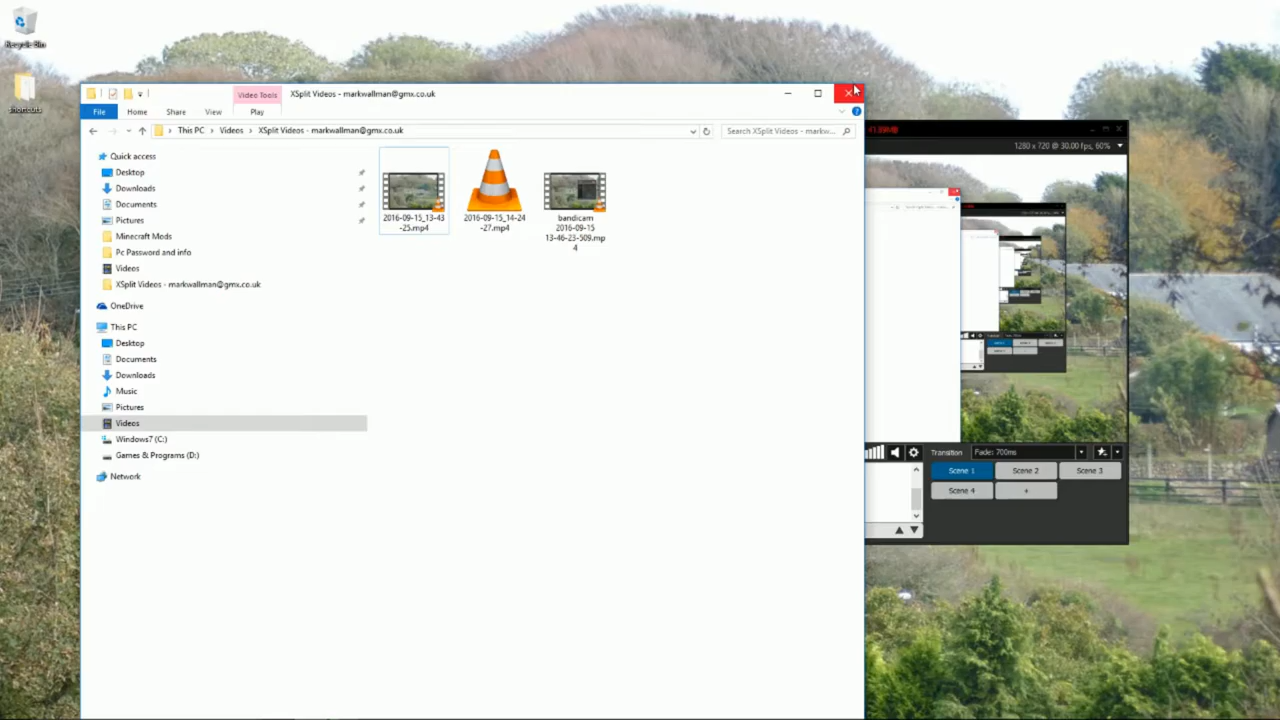 Recycle Bin
shortcuts
Video Tools
XSplit Videos - markwallman@gmx.co.uk
File
Home
Share
View
Play
This PC
Videos
XSplit Videos - markwallman@gmx.co.uk
Search XSplit Videos - markw...
Quick access
Desktop
Downloads
Documents
Pictures
Minecraft Mods
Pc Password and info
Videos
XSplit Videos - markwallman@gmx.co.uk
OneDrive
This PC
Desktop
Documents
Downloads
Music
Pictures
Videos
Windows7 (C:)
Games & Programs (D:)
Network
2016-09-15_13-43
-25.mp4
2016-09-15_14-24
-27.mp4
bandicam
2016-09-15
13-46-23-509.mp
4
1280 x 720 @ 30.00 fps, 60%
Transition
Fade: 700ms
Scene 1
Scene 2
Scene 3
Scene 4
+